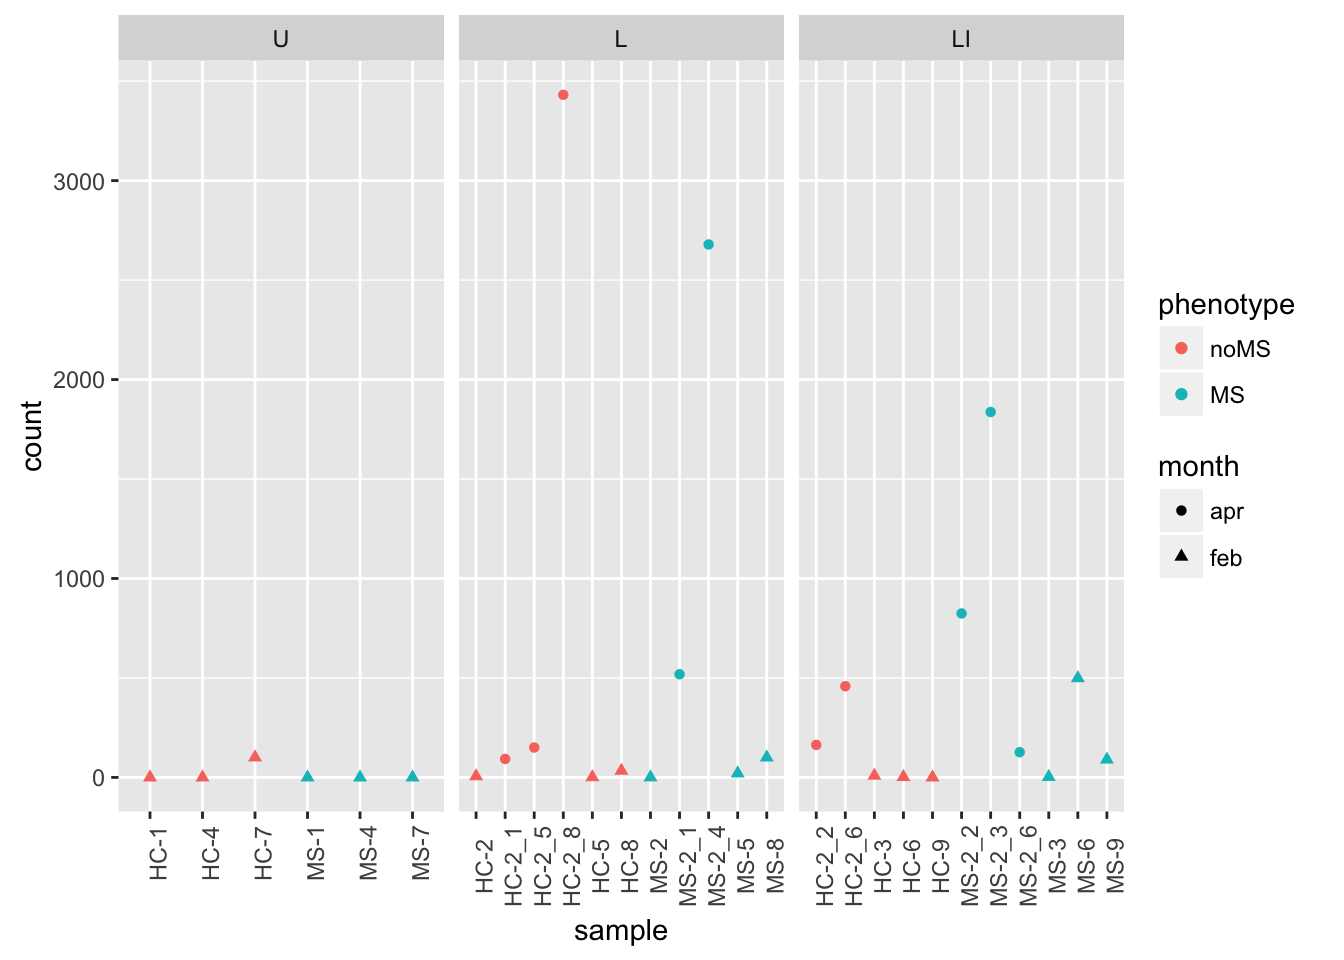 U L LI
3000
2000
1000
0
count
HC-1 HC-4 HC-7 MS-1 MS-4 MS-7
HC-2 HC-2_1 HC-2_5 HC-2_8 HC-5 HC-8 MS-2 MS-2_1 MS-2_4 MS-5 MS-8
HC-2_2 HC-2_6 HC-3 HC-6 HC-9 MS-2_2 MS-2_3 MS-2_6 MS-3 MS-6 MS-9
sample
phenotype
noMS
MS
month
apr
feb